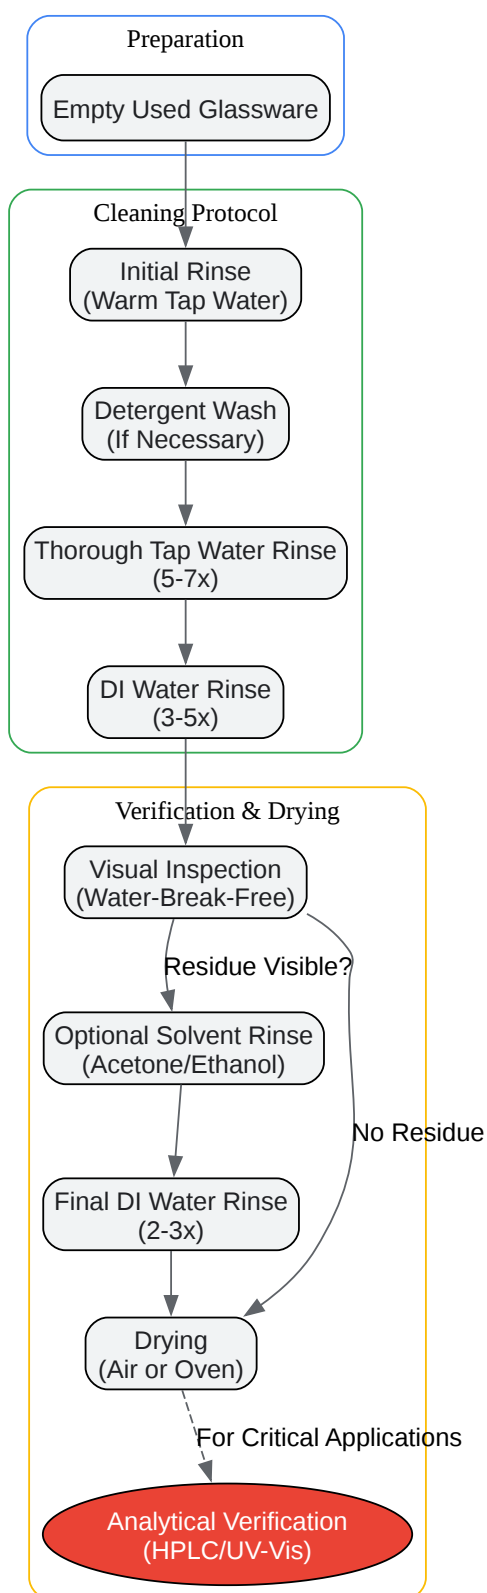 Preparation
Empty Used Glassware
Cleaning Protocol
Initial Rinse
(Warm Tap Water)
Detergent Wash
(If Necessary)
Thorough Tap Water Rinse
(5-7x)
DI Water Rinse
(3-5x)
Verification & Drying
Visual Inspection
(Water-Break-Free)
Residue Visible?
Optional Solvent Rinse
(Acetone/Ethanol)
No Residue
Final DI Water Rinse
(2-3x)
Drying
(Air or Oven)
For Critical Applications
Analytical Verification
(HPLC/UV-Vis)